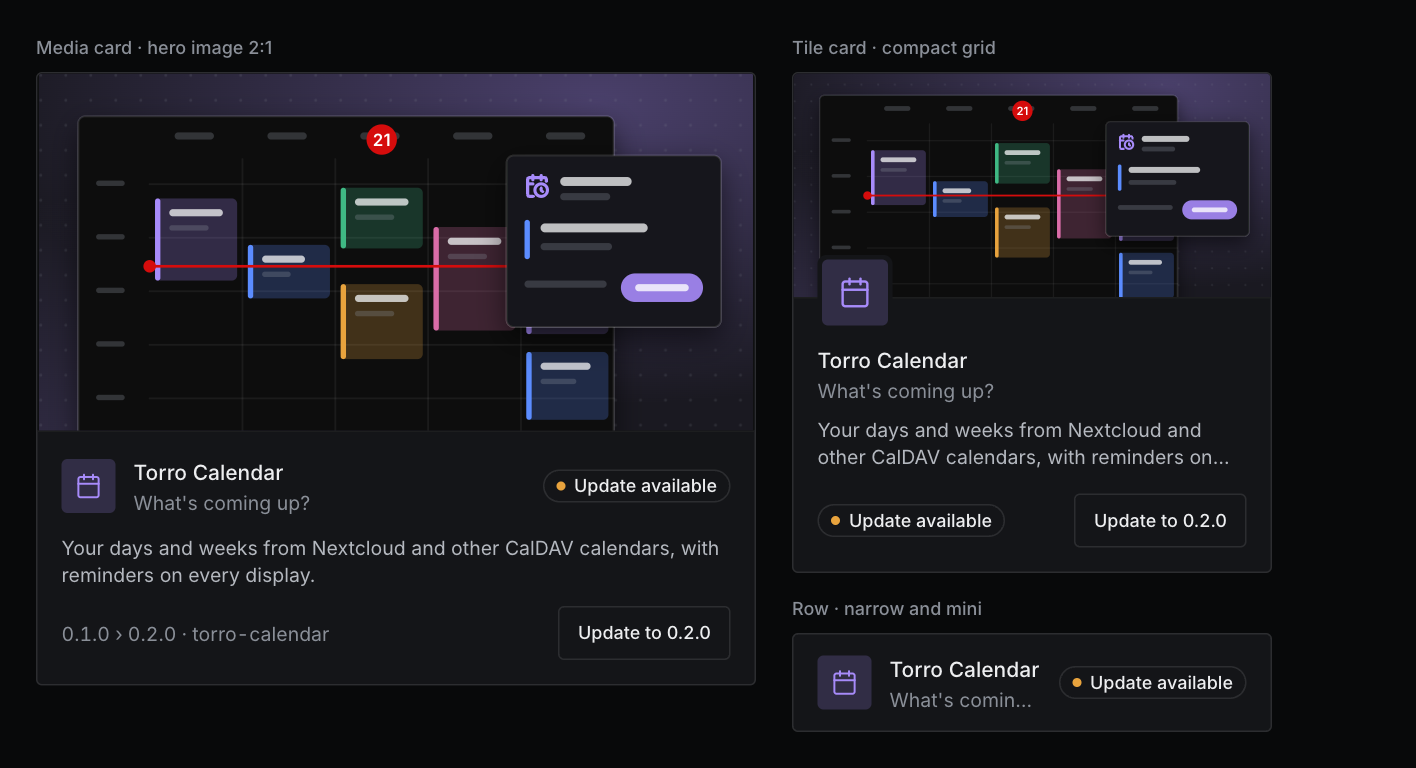 Media card · hero image 2:1
21
Torro Calendar
What's coming up?
Update available
Your days and weeks from Nextcloud and other CalDAV calendars, with
reminders on every display.
0.1.0 › 0.2.0 · torro-calendar
Update to 0.2.0
Tile card · compact grid
21
Torro Calendar
What's coming up?
Your days and weeks from Nextcloud and
other CalDAV calendars, with reminders on...
Update available
Update to 0.2.0
Row · narrow and mini
Torro Calendar
What's comin...
Update available